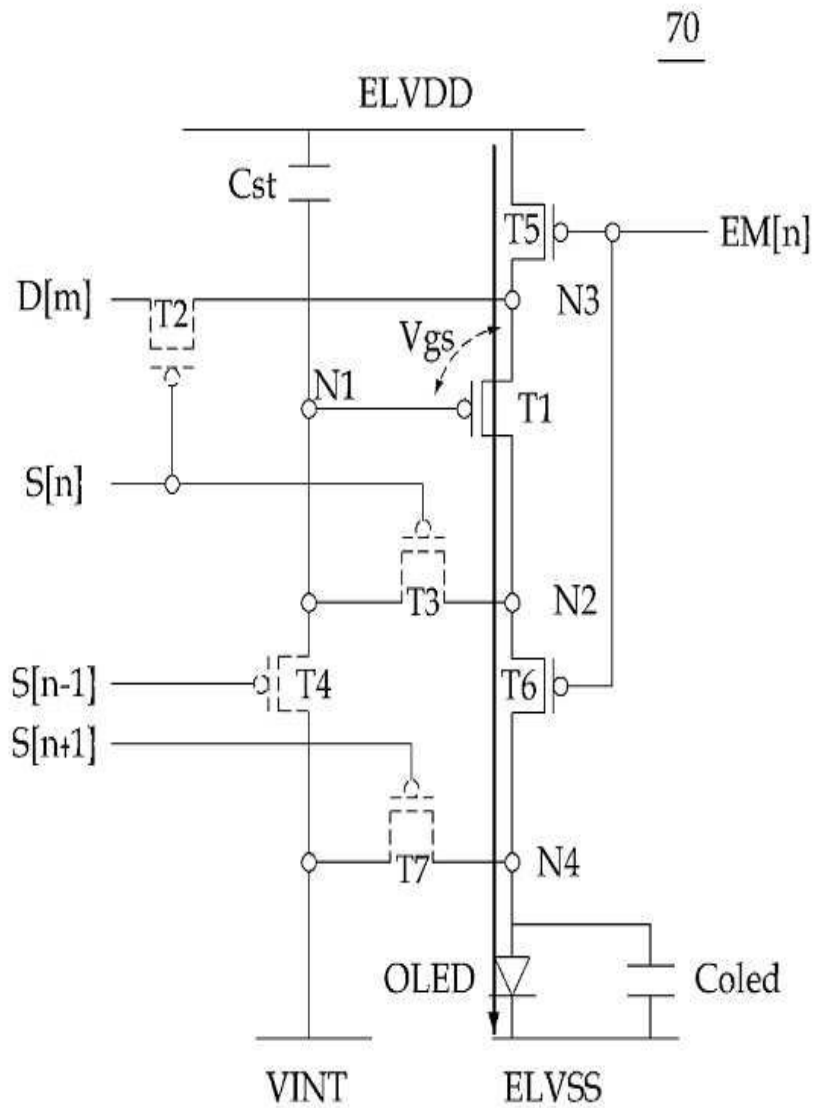 70
ELVDD
Cst
T5
EM[n]
D[m]
T2
N3
Vgs
N1
T1
S[n]
T3
N2
S[n-1]
T4
T6
S[n+1]
T7
N4
OLED
Coled
VINT
ELVSS